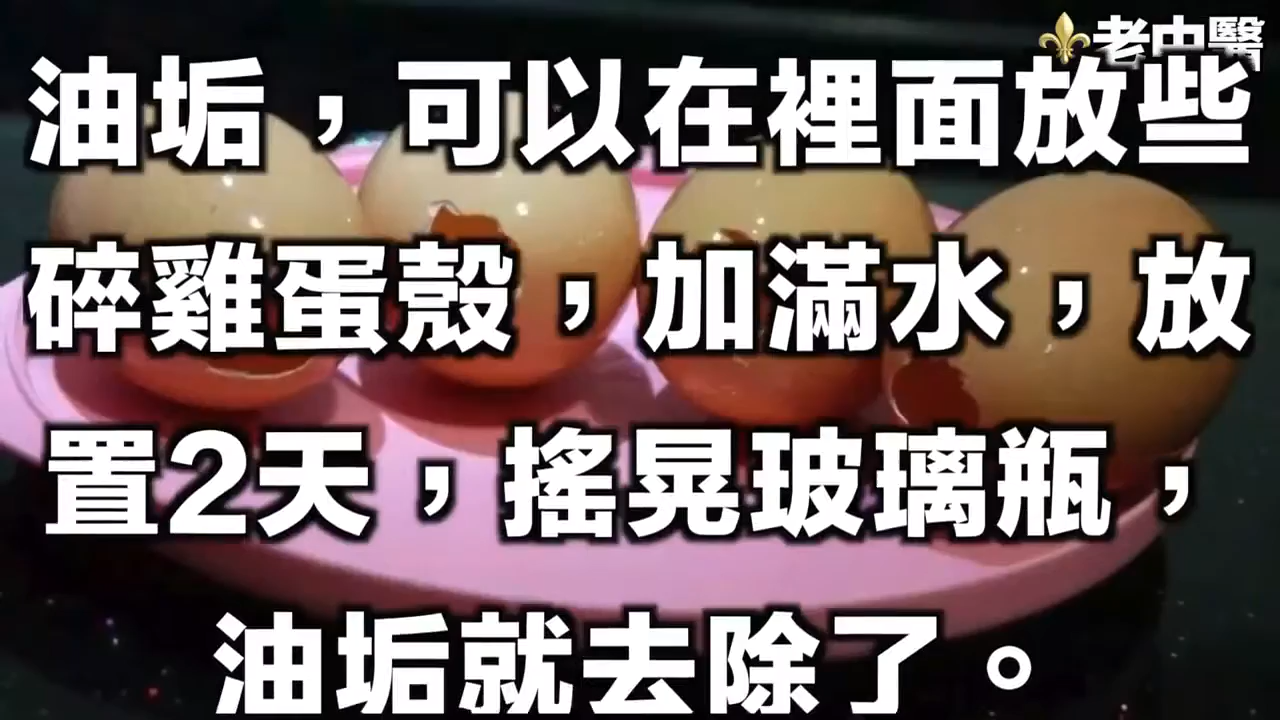 ⚜老中醫
油垢，可以在裡面放些
碎雞蛋殼，加滿水，放
置2天，搖晃玻璃瓶，
油垢就去除了。